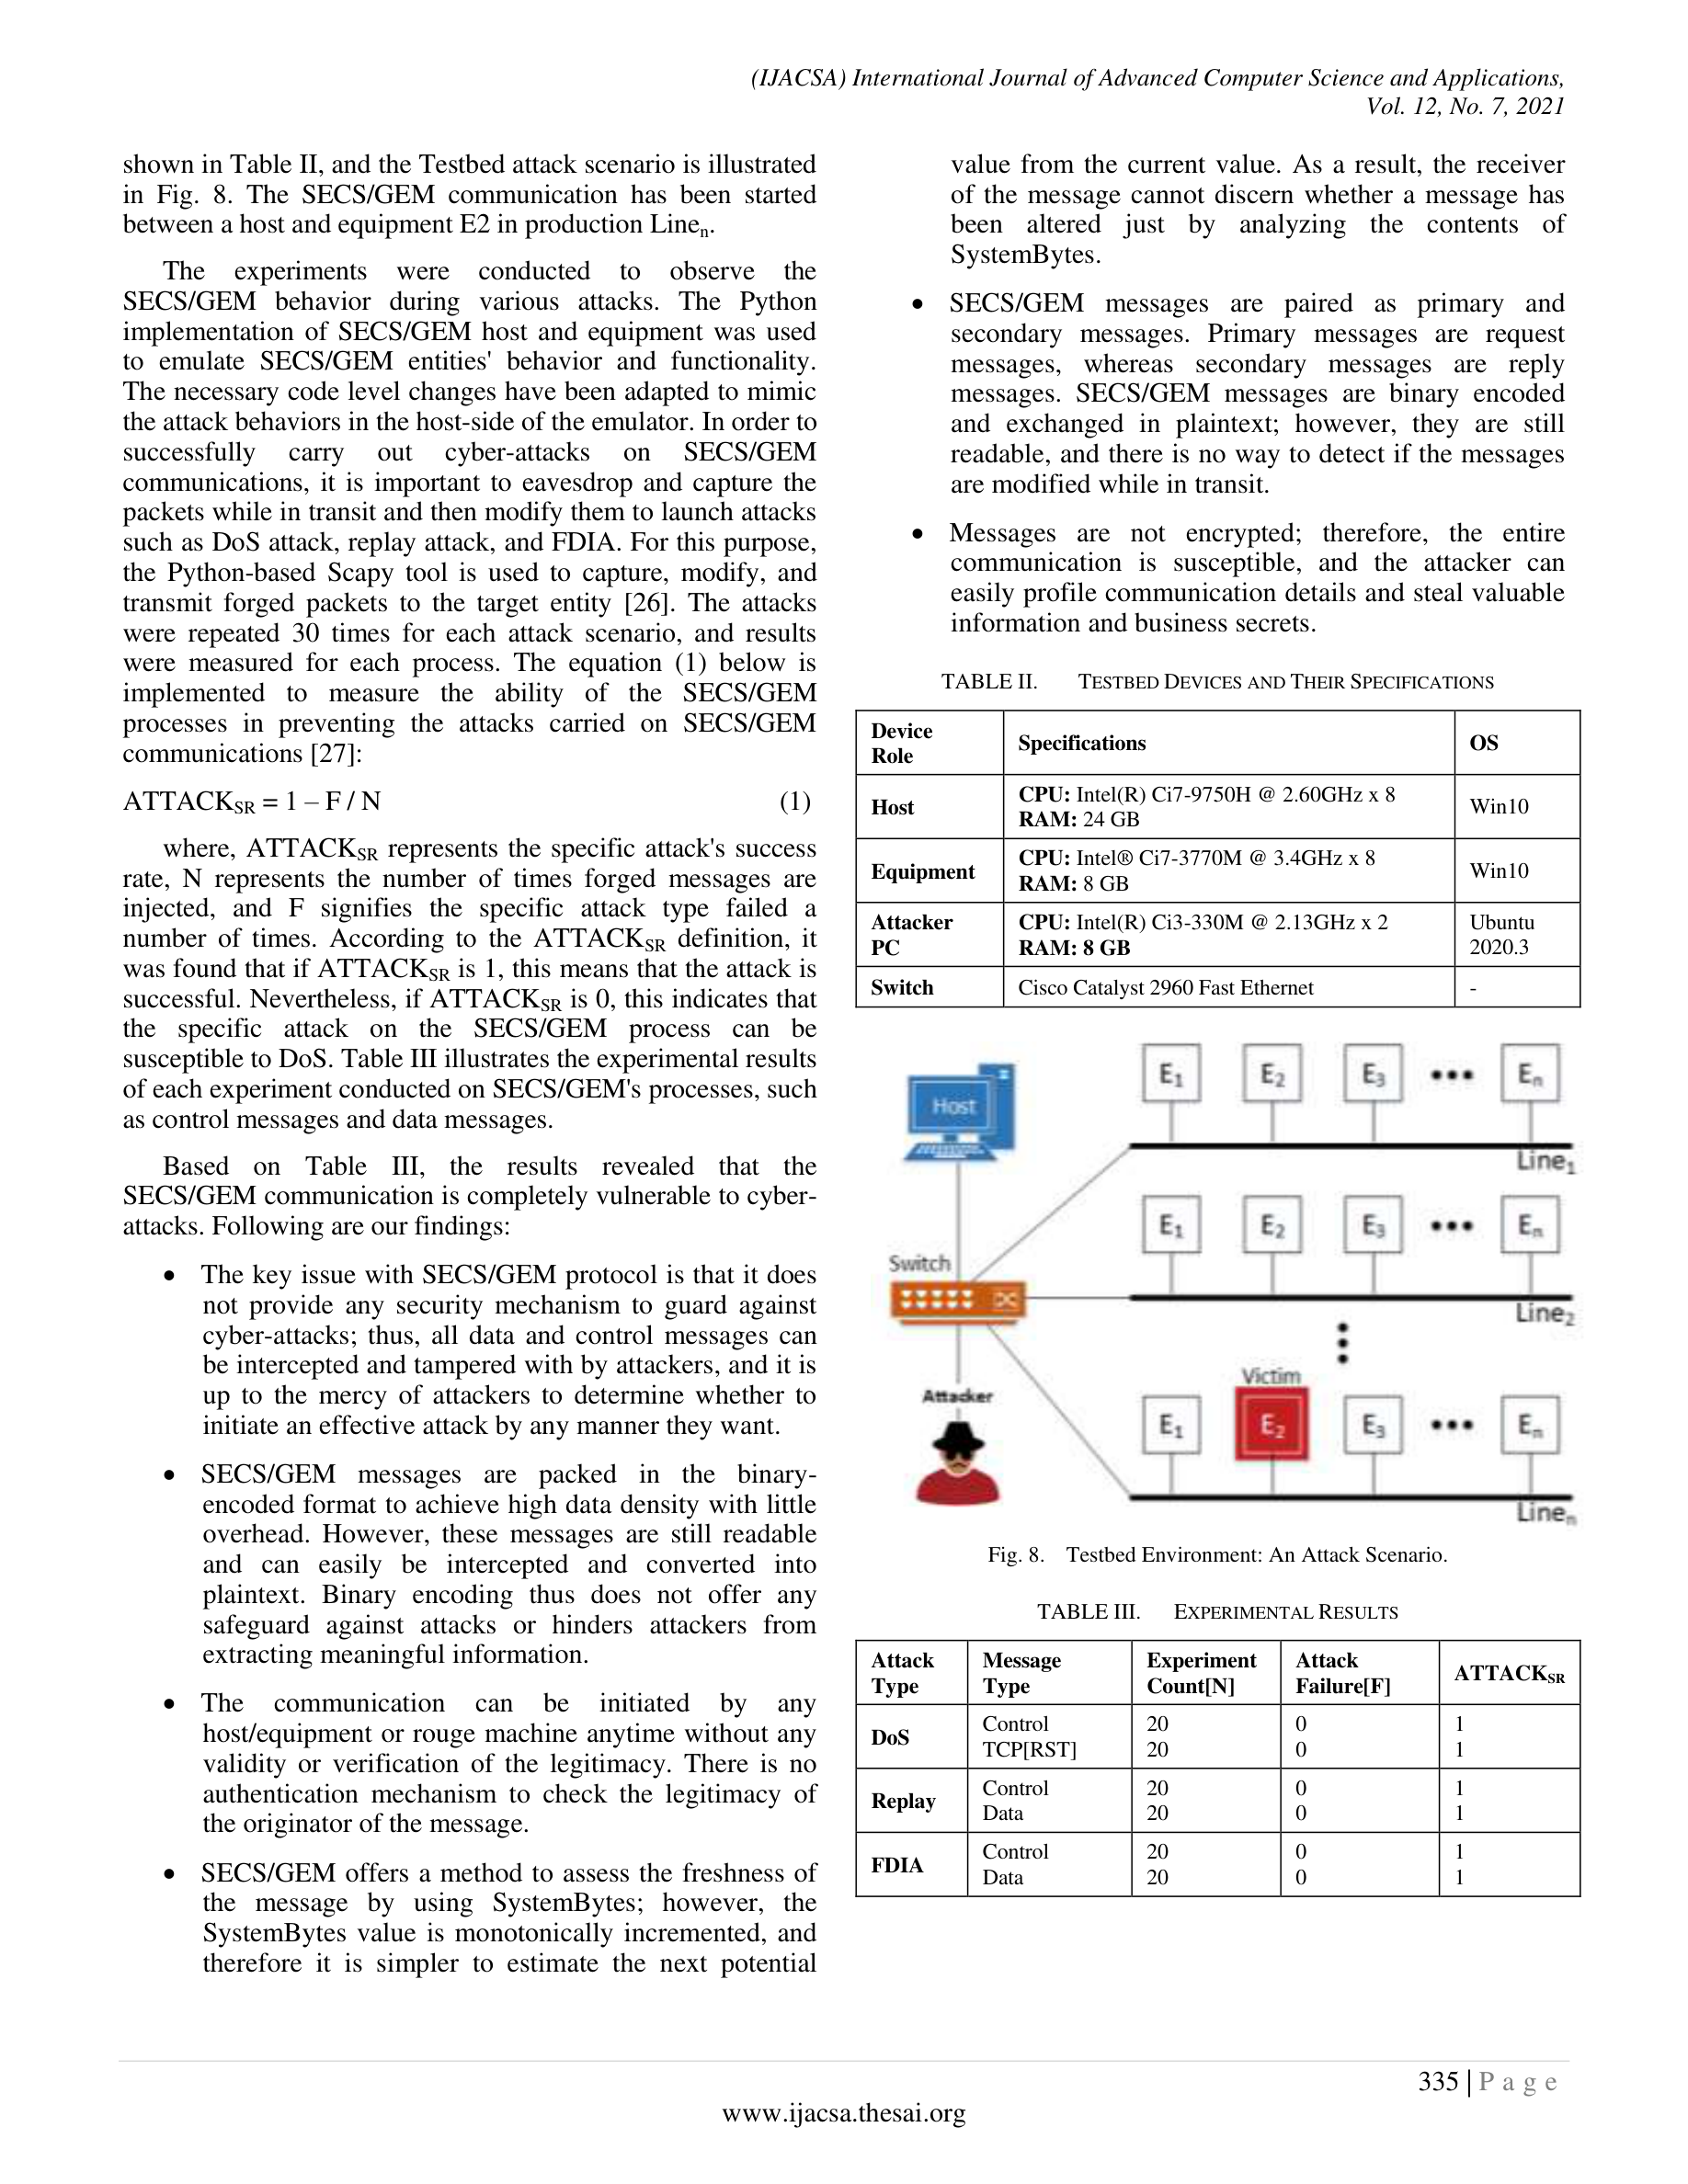 (IJACSA) International Journal of Advanced Computer Science and Applications,
Vol. 12, No. 7, 2021
shown in Table II, and the Testbed attack scenario is illustrated
in Fig. 8. The SECS/GEM communication has been started
between a host and equipment E2 in production Lineₙ.
The experiments were conducted to observe the
SECS/GEM behavior during various attacks. The Python
implementation of SECS/GEM host and equipment was used
to emulate SECS/GEM entities' behavior and functionality.
The necessary code level changes have been adapted to mimic
the attack behaviors in the host-side of the emulator. In order to
successfully carry out cyber-attacks on SECS/GEM
communications, it is important to eavesdrop and capture the
packets while in transit and then modify them to launch attacks
such as DoS attack, replay attack, and FDIA. For this purpose,
the Python-based Scapy tool is used to capture, modify, and
transmit forged packets to the target entity [26]. The attacks
were repeated 30 times for each attack scenario, and results
were measured for each process. The equation (1) below is
implemented to measure the ability of the SECS/GEM
processes in preventing the attacks carried on SECS/GEM
communications [27]:
ATTACKSR = 1 – F / N (1)
where, ATTACKSR represents the specific attack's success
rate, N represents the number of times forged messages are
injected, and F signifies the specific attack type failed a
number of times. According to the ATTACKSR definition, it
was found that if ATTACKSR is 1, this means that the attack is
successful. Nevertheless, if ATTACKSR is 0, this indicates that
the specific attack on the SECS/GEM process can be
susceptible to DoS. Table III illustrates the experimental results
of each experiment conducted on SECS/GEM's processes, such
as control messages and data messages.
Based on Table III, the results revealed that the
SECS/GEM communication is completely vulnerable to cyber-
attacks. Following are our findings:
• The key issue with SECS/GEM protocol is that it does
not provide any security mechanism to guard against
cyber-attacks; thus, all data and control messages can
be intercepted and tampered with by attackers, and it is
up to the mercy of attackers to determine whether to
initiate an effective attack by any manner they want.
• SECS/GEM messages are packed in the binary-
encoded format to achieve high data density with little
overhead. However, these messages are still readable
and can easily be intercepted and converted into
plaintext. Binary encoding thus does not offer any
safeguard against attacks or hinders attackers from
extracting meaningful information.
• The communication can be initiated by any
host/equipment or rouge machine anytime without any
validity or verification of the legitimacy. There is no
authentication mechanism to check the legitimacy of
the originator of the message.
• SECS/GEM offers a method to assess the freshness of
the message by using SystemBytes; however, the
SystemBytes value is monotonically incremented, and
therefore it is simpler to estimate the next potential
value from the current value. As a result, the receiver
of the message cannot discern whether a message has
been altered just by analyzing the contents of
SystemBytes.
• SECS/GEM messages are paired as primary and
secondary messages. Primary messages are request
messages, whereas secondary messages are reply
messages. SECS/GEM messages are binary encoded
and exchanged in plaintext; however, they are still
readable, and there is no way to detect if the messages
are modified while in transit.
• Messages are not encrypted; therefore, the entire
communication is susceptible, and the attacker can
easily profile communication details and steal valuable
information and business secrets.
TABLE II. TESTBED DEVICES AND THEIR SPECIFICATIONS
Device Role Specifications OS
Host CPU: Intel(R) Ci7-9750H @ 2.60GHz x 8 Win10
RAM: 24 GB
Equipment CPU: Intel® Ci7-3770M @ 3.4GHz x 8 Win10
RAM: 8 GB
Attacker PC CPU: Intel(R) Ci3-330M @ 2.13GHz x 2 Ubuntu 2020.3
RAM: 8 GB
Switch Cisco Catalyst 2960 Fast Ethernet -
E₁ E₂ E₃ ••• Eₙ
Host
Line₁
E₁ E₂ E₃ ••• Eₙ
Switch
Line₂
Victim
Attacker
E₁ E₂ E₃ ••• Eₙ
Lineₙ
Fig. 8. Testbed Environment: An Attack Scenario.
TABLE III. EXPERIMENTAL RESULTS
Attack Type Message Type Experiment Count[N] Attack Failure[F] ATTACKSR
DoS Control 20 0 1
TCP[RST] 20 0 1
Replay Control 20 0 1
Data 20 0 1
FDIA Control 20 0 1
Data 20 0 1
335 | P a g e
www.ijacsa.thesai.org